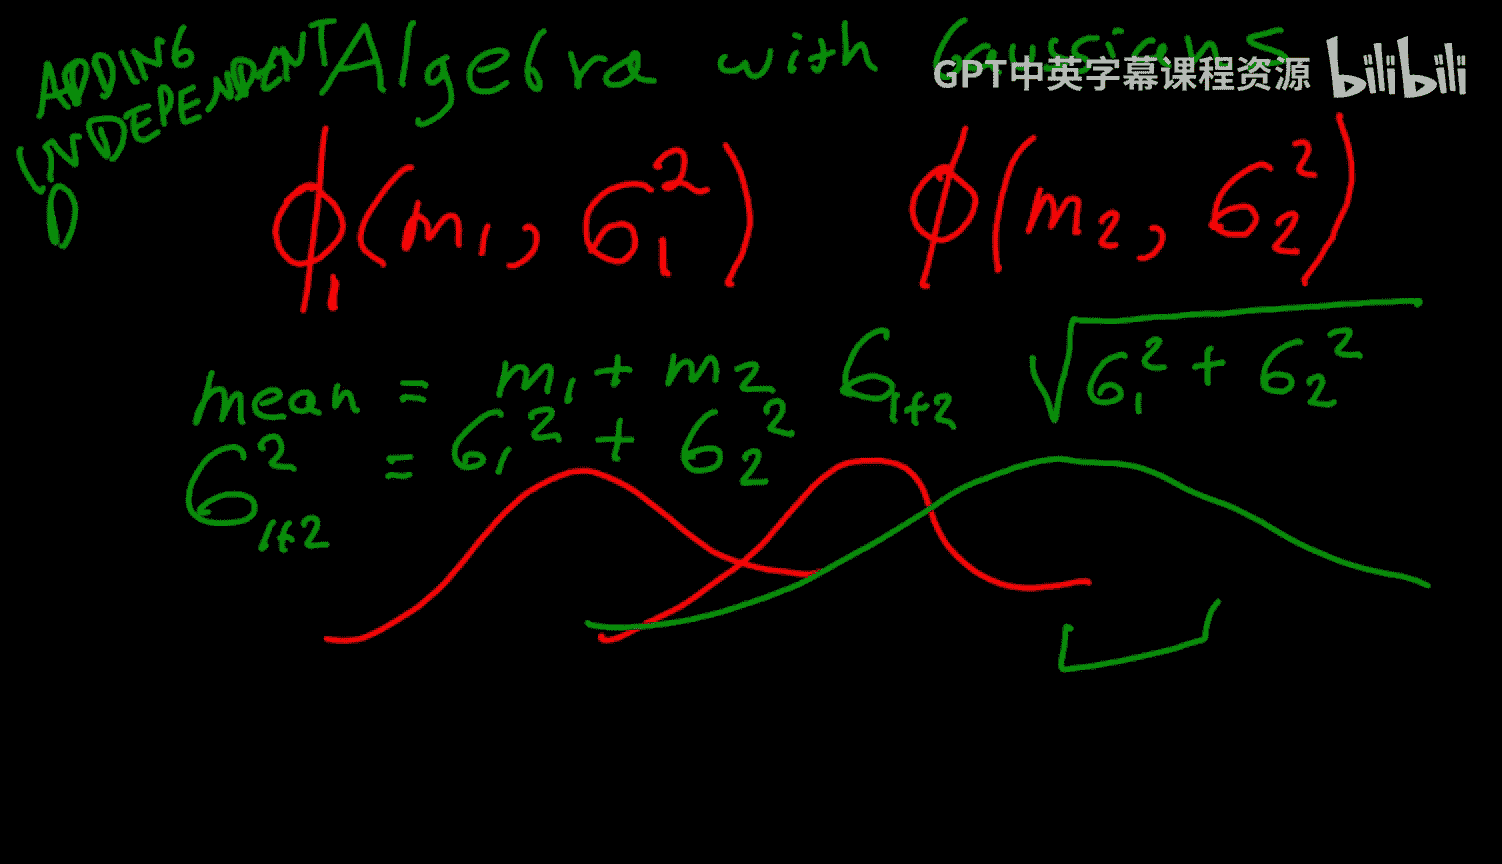 ADDING
INDEPENDENT
Algebra with Gaussians
GPT中英字幕课程资源 bilibili
ϕ₁(m₁, σ₁²) ϕ(m₂, σ₂²)
mean = m₁ + m₂ σ₁₊₂ √(σ₁² + σ₂²)
σ²₁₊₂ = σ₁² + σ₂²